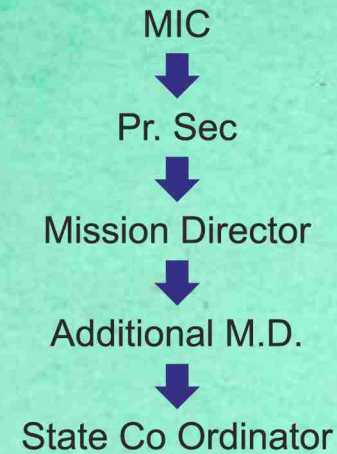 MIC
Pr. Sec
Mission Director
Additional M.D.
State Co Ordinator